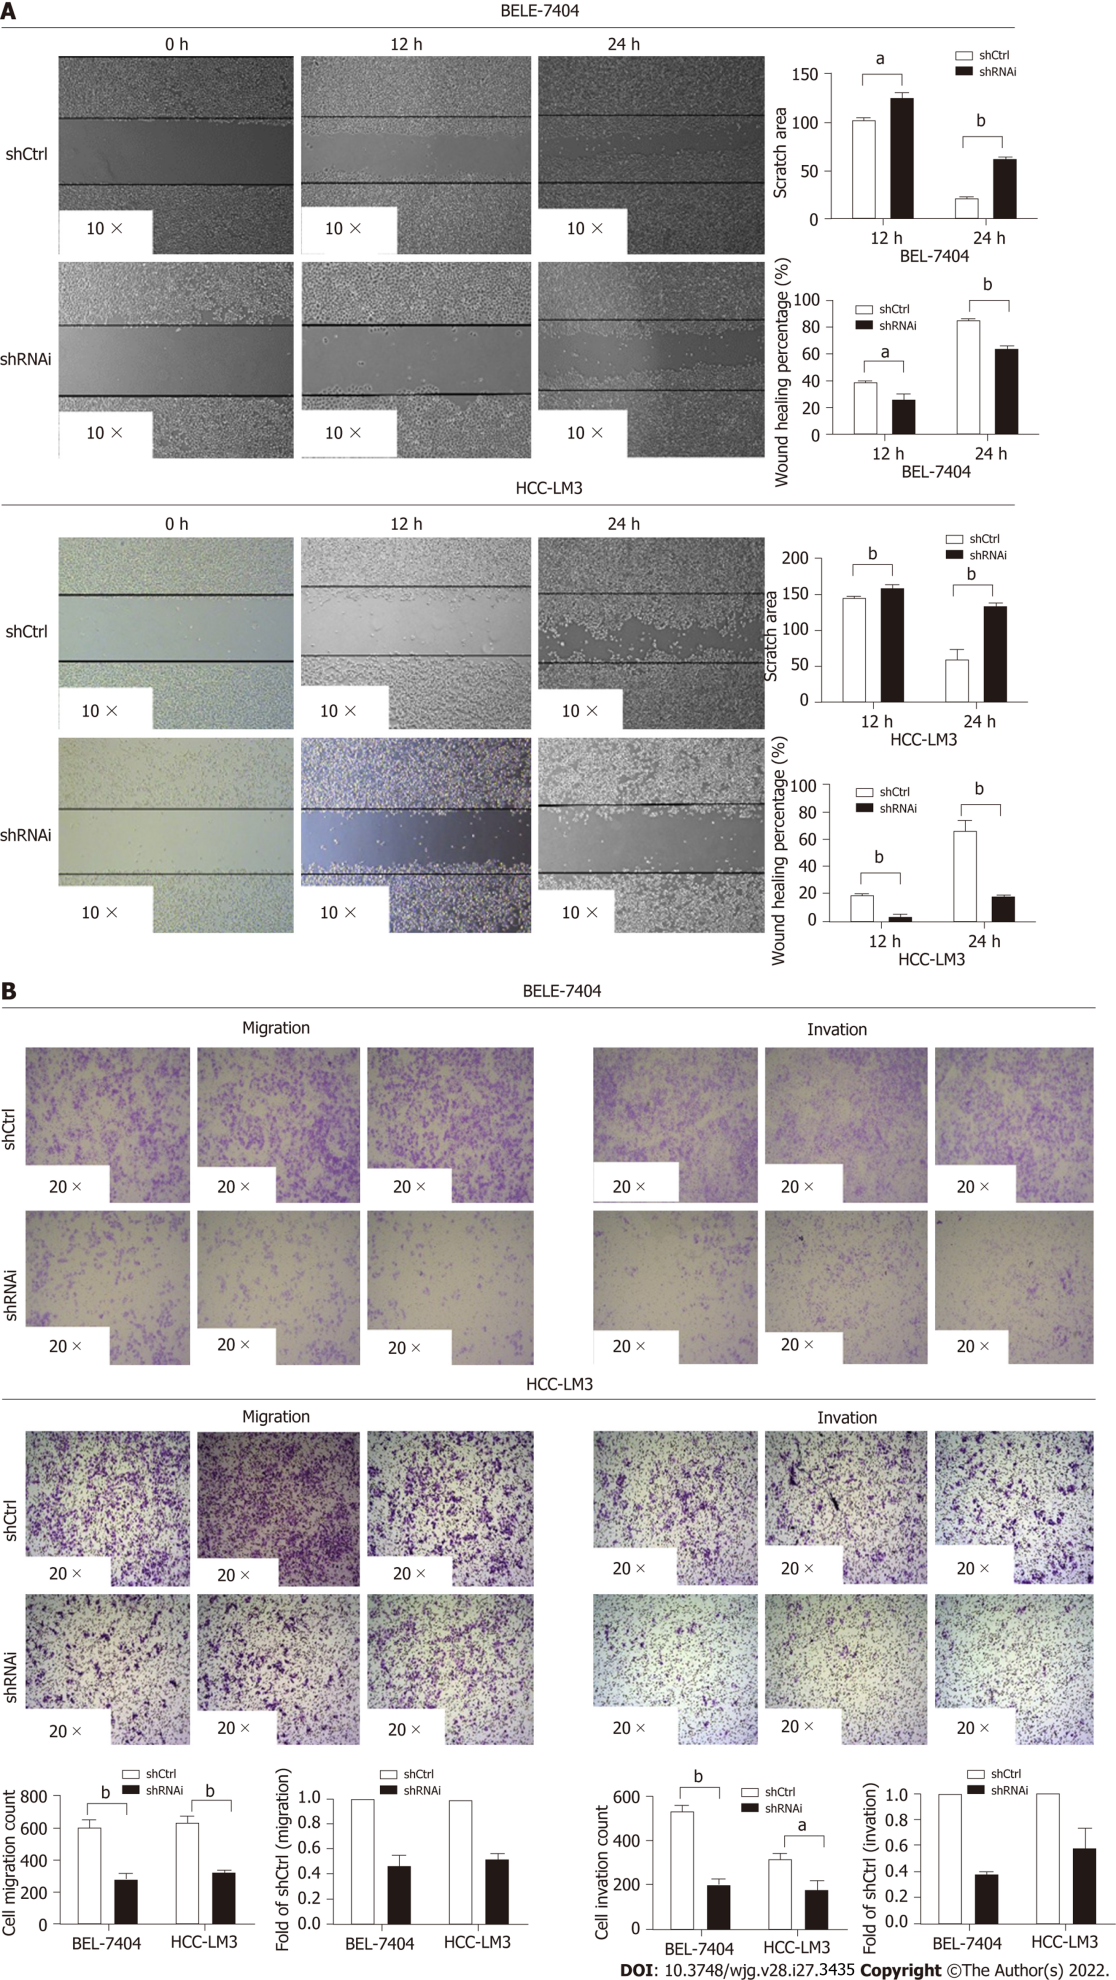 A
BELE-7404
0 h 12 h 24 h
shCtrl
10 × 10 × 10 ×
shRNAi
10 × 10 × 10 ×
shCtrl
shRNAi
Scratch area
150
100
50
0
a b
12 h 24 h
BEL-7404
Wound healing percentage (%)
shCtrl
shRNAi
100
80
60
40
20
0
a b
12 h 24 h
BEL-7404
HCC-LM3
0 h 12 h 24 h
shCtrl
10 × 10 × 10 ×
shRNAi
10 × 10 × 10 ×
shCtrl
shRNAi
Scratch area
200
150
100
50
0
b b
12 h 24 h
HCC-LM3
Wound healing percentage (%)
shCtrl
shRNAi
100
80
60
40
20
0
b b
12 h 24 h
HCC-LM3
B
BELE-7404
Migration Invation
shCtrl
20 × 20 × 20 × 20 × 20 × 20 ×
shRNAi
20 × 20 × 20 × 20 × 20 × 20 ×
HCC-LM3
Migration Invation
shCtrl
20 × 20 × 20 × 20 × 20 × 20 ×
shRNAi
20 × 20 × 20 × 20 × 20 × 20 ×
Cell migration count
shCtrl
shRNAi
800
600
400
200
0
b b
BEL-7404 HCC-LM3
Fold of shCtrl (migration)
shCtrl
shRNAi
1.0
0.8
0.6
0.4
0.2
0.0
BEL-7404 HCC-LM3
Cell invation count
shCtrl
shRNAi
600
400
200
0
b a
BEL-7404 HCC-LM3
Fold of shCtrl (invation)
shCtrl
shRNAi
1.0
0.8
0.6
0.4
0.2
0.0
BEL-7404 HCC-LM3
DOI: 10.3748/wjg.v28.i27.3435 Copyright ©The Author(s) 2022.